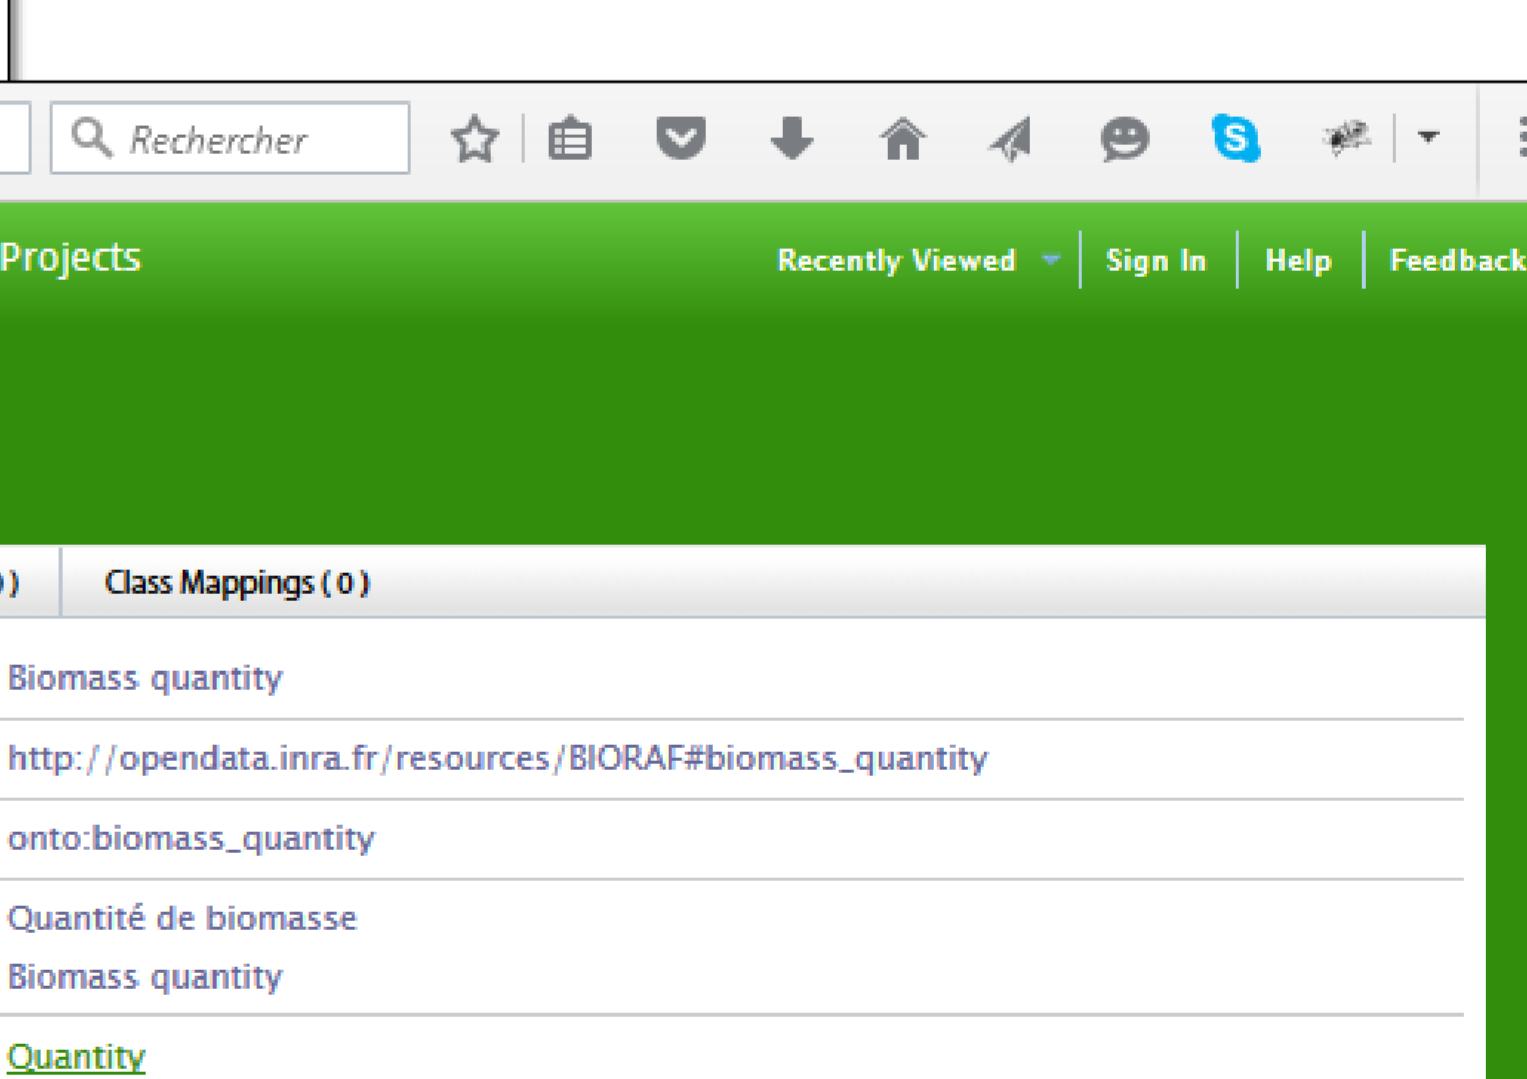 Rechercher
Projects Recently Viewed Sign In Help Feedback
) Class Mappings ( 0 )
Biomass quantity
http://opendata.inra.fr/resources/BIORAF#biomass_quantity
onto:biomass_quantity
Quantité de biomasse
Biomass quantity
Quantity